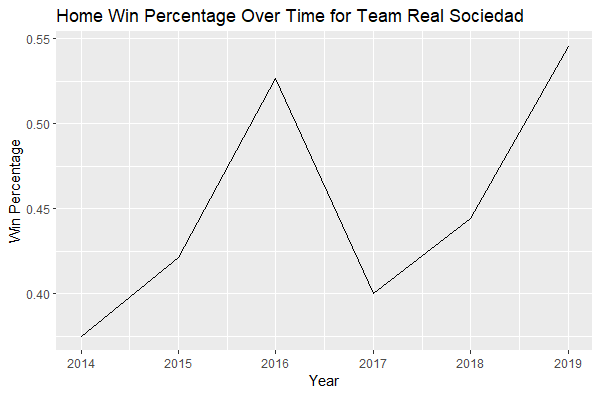 Home Win Percentage Over Time for Team Real Sociedad
0.55
0.50
0.45
0.40
Win Percentage
2014 2015 2016 2017 2018 2019
Year